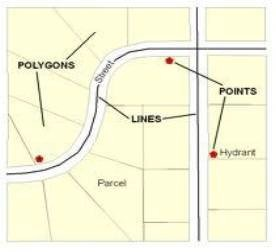 POLYGONS
Street
POINTS
LINES
Hydrant
Parcel